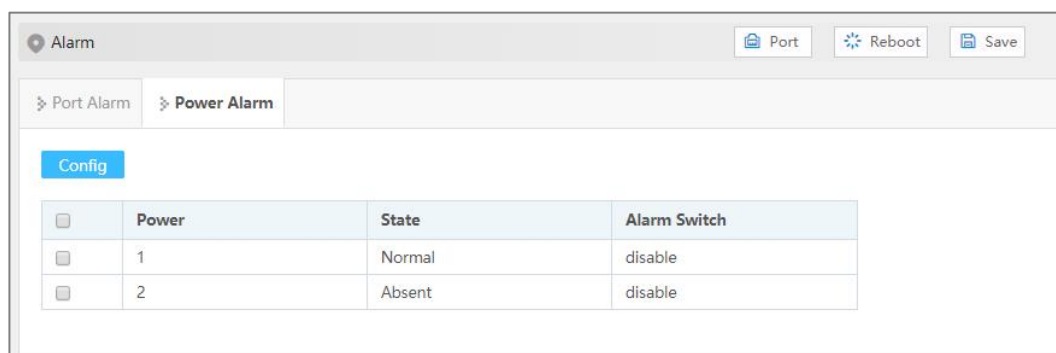 Alarm Port Reboot Save
Port Alarm Power Alarm
Config
Power State Alarm Switch
1 Normal disable
2 Absent disable